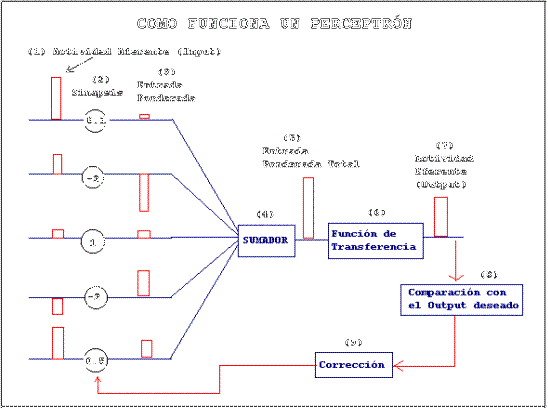 COMO FUNCIONA UN PERCEPTRÓN
(1) Actividad Aferente (Input)
(2)
Sinapsis
(3)
Entrada
Ponderada
0.1
-2
1
-2
0.5
(4)
SUMADOR
(5)
Entrada
Ponderada Total
(6)
Función de
Transferencia
(7)
Actividad
Eferente
(Output)
(8)
Comparación con
el Output deseado
(9)
Corrección